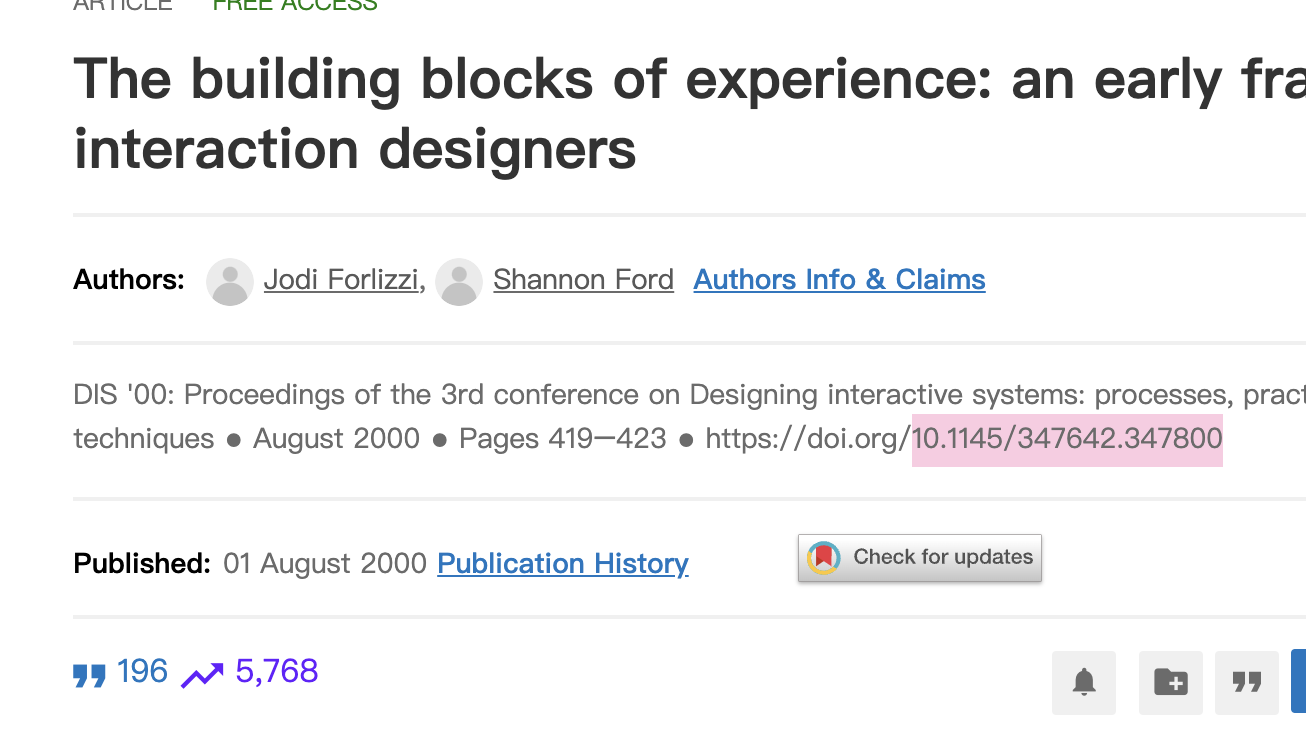 ARTICLE FREE ACCESS
The building blocks of experience: an early fra
interaction designers
Authors: Jodi Forlizzi, Shannon Ford Authors Info & Claims
DIS '00: Proceedings of the 3rd conference on Designing interactive systems: processes, pract
techniques ● August 2000 ● Pages 419–423 ● https://doi.org/10.1145/347642.347800
Published: 01 August 2000 Publication History Check for updates
196 5,768